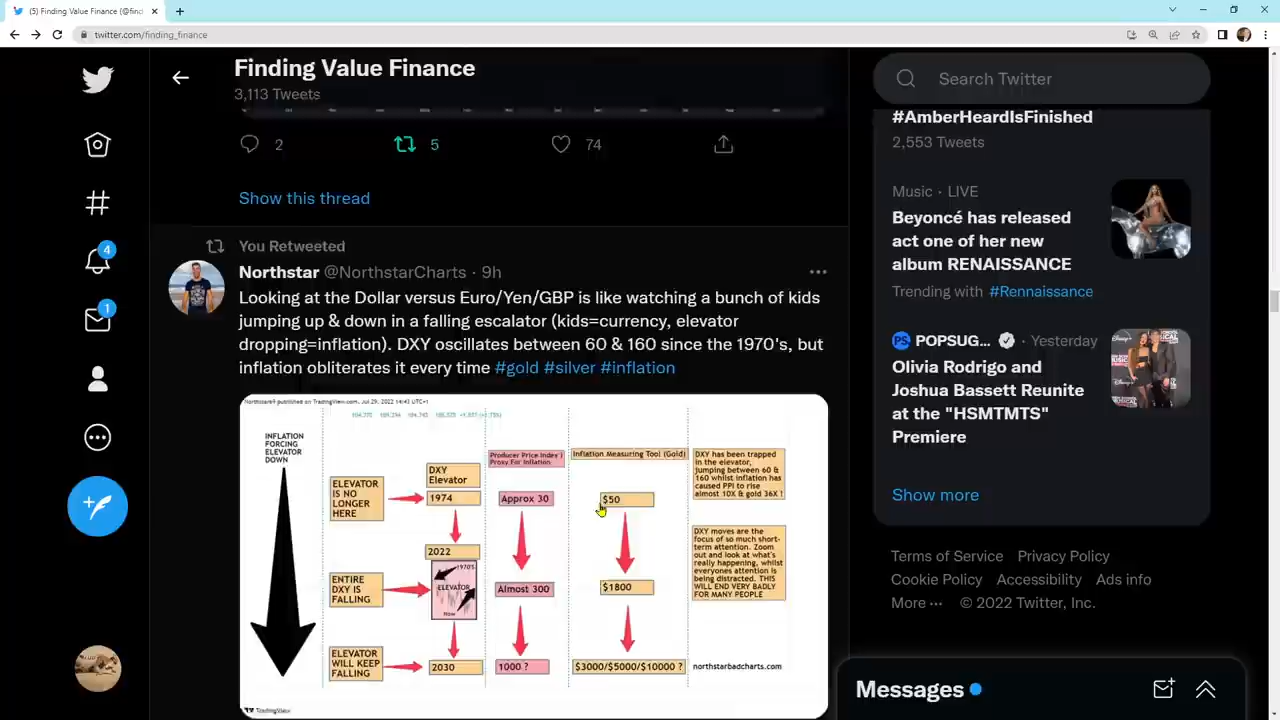 (5) Finding Value Finance (@finc
twitter.com/finding_finance
Finding Value Finance
3,113 Tweets
2
5
74
Show this thread
You Retweeted
Northstar @NorthstarCharts · 9h
Looking at the Dollar versus Euro/Yen/GBP is like watching a bunch of kids
jumping up & down in a falling escalator (kids=currency, elevator
dropping=inflation). DXY oscillates between 60 & 160 since the 1970's, but
inflation obliterates it every time #gold #silver #inflation
INFLATION
FORCING
ELEVATOR
DOWN
ELEVATOR
IS NO
LONGER
HERE
ENTIRE
DXY IS
FALLING
ELEVATOR
WILL KEEP
FALLING
DXY
Elevator
1974
2022
1970'S
ELEVATOR
Now
2030
Producer Price Index /
Proxy For Inflation
Approx 30
Almost 300
1000 ?
Inflation Measuring Tool (Gold)
$50
$1800
$3000/$5000/$10000 ?
DXY has been trapped
in the elevator,
jumping between 60 &
160 whilst inflation has
caused PPI to rise
almost 10X & gold 36X !
DXY moves are the
focus of so much short-
term attention. Zoom
out and look at what's
really happening, whilst
everyones attention is
being distracted. THIS
WILL END VERY BADLY
FOR MANY PEOPLE
northstarbadcharts.com
TradingView
4
1
Search Twitter
#AmberHeardIsFinished
2,553 Tweets
Music · LIVE
Beyoncé has released
act one of her new
album RENAISSANCE
Trending with #Rennaissance
POPSUG... · Yesterday
Olivia Rodrigo and
Joshua Bassett Reunite
at the "HSMTMTS"
Premiere
Show more
Terms of Service Privacy Policy
Cookie Policy Accessibility Ads info
More ··· © 2022 Twitter, Inc.
Messages